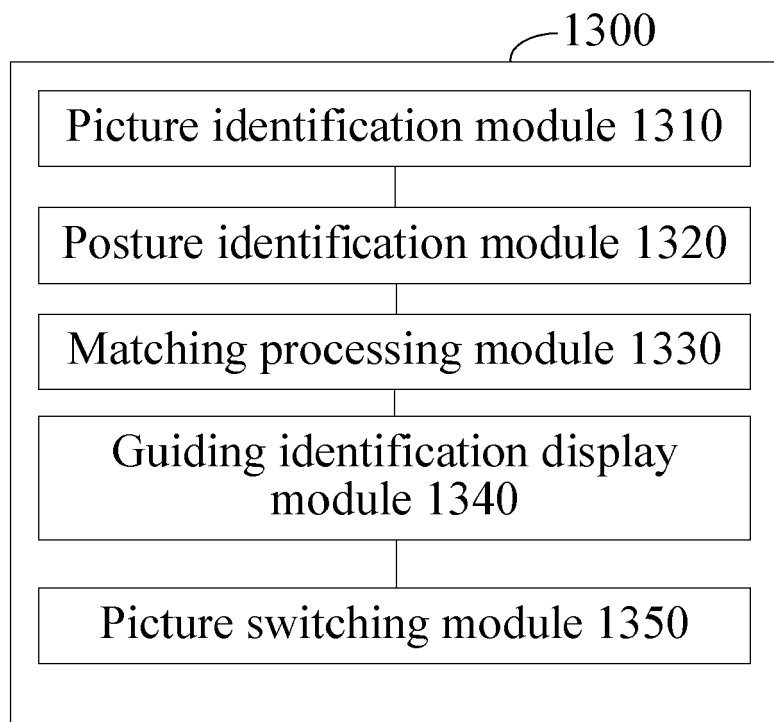 1300
Picture identification module 1310
Posture identification module 1320
Matching processing module 1330
Guiding identification display
module 1340
Picture switching module 1350